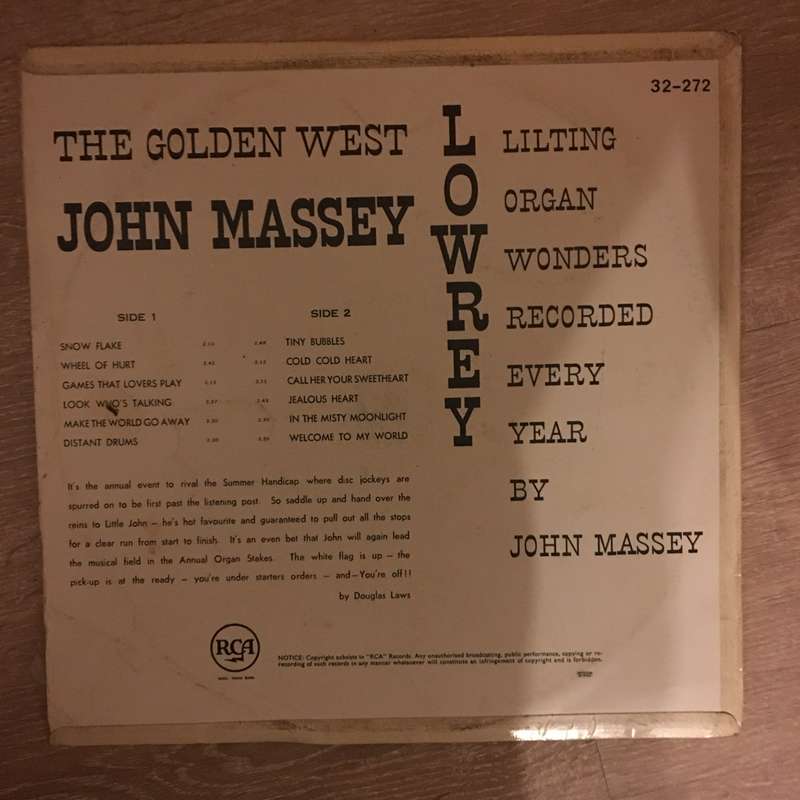 32-272
THE GOLDEN WEST
JOHN MASSEY
LOWREY
LILTING
ORGAN
WONDERS
RECORDED
EVERY
YEAR
BY
JOHN MASSEY
SIDE 1
SNOW FLAKE
WHEEL OF HURT
GAMES THAT LOVERS PLAY
LOOK WHO'S TALKING
MAKE THE WORLD GO AWAY
DISTANT DRUMS
SIDE 2
TINY BUBBLES
COLD COLD HEART
CALL HER YOUR SWEETHEART
JEALOUS HEART
IN THE MISTY MOONLIGHT
WELCOME TO MY WORLD
It's the annual event to rival the Summer Handicap where disc jockeys are
spurred on to be first past the listening post. So saddle up and hand over the
reins to Little John – he's hot favourite and guaranteed to pull out all the stops
for a clear run from start to finish. It's an even bet that John will again lead
the musical field in the Annual Organ Stakes. The white flag is up – the
pick-up is at the ready – you're under starters orders – and–You're off!!
by Douglas Laws
RCA
NOTICE: Copyright subsists in "RCA" Records. Any unauthorised broadcasting, public performance, copying or re-
recording of such records in any manner whatsoever will constitute an infringement of copyright and is forbidden.